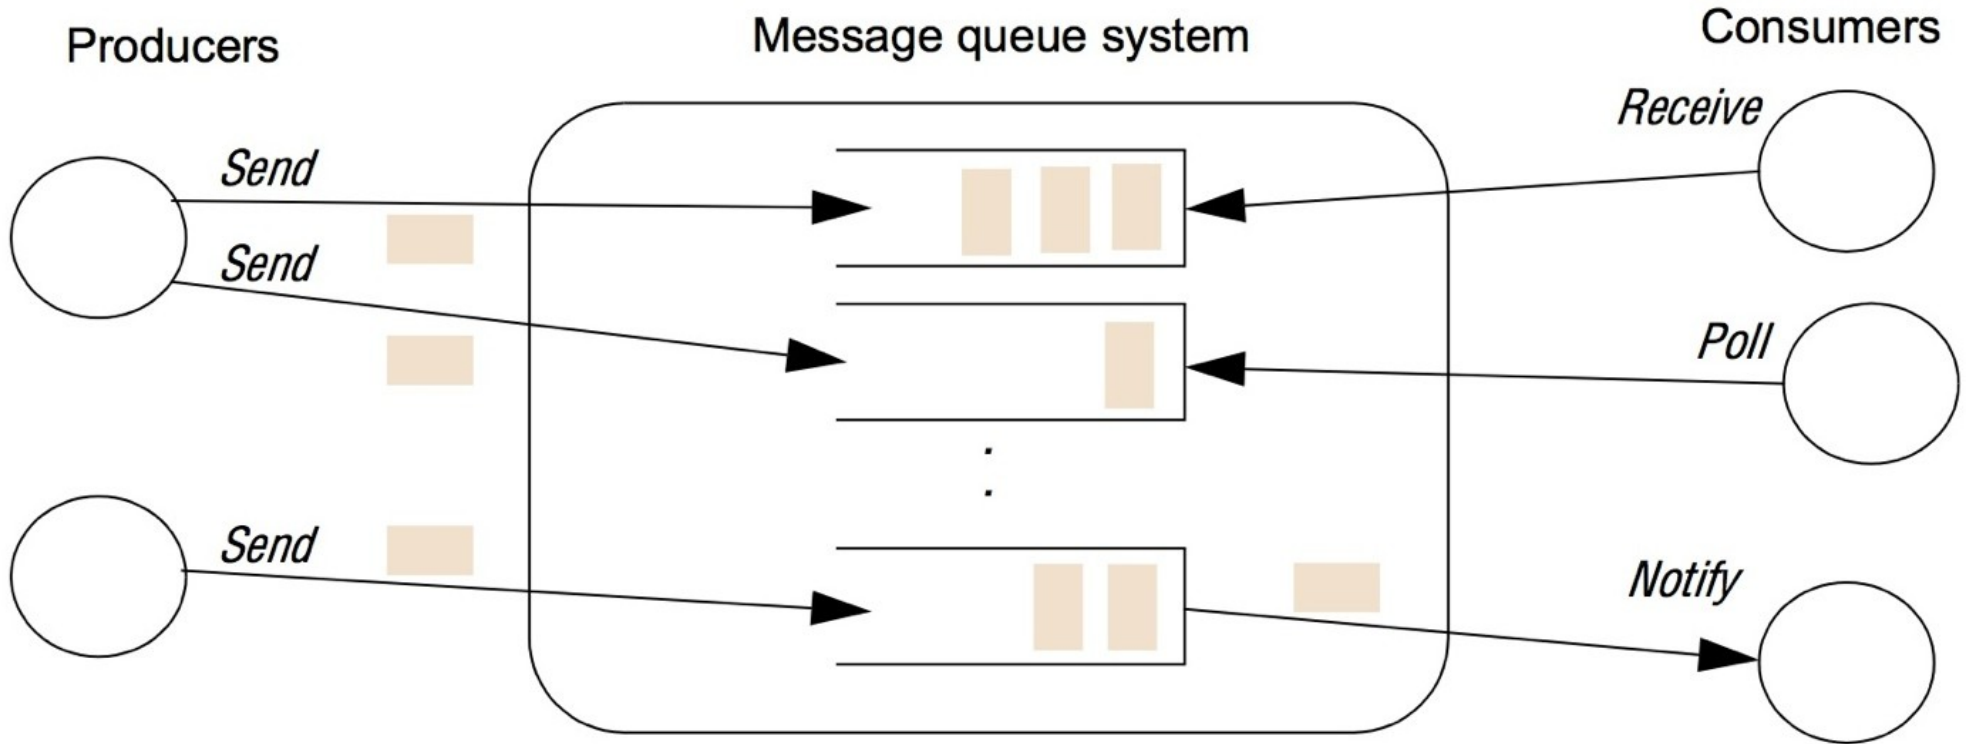 Producers
Message queue system
Consumers
Send
Receive
Send
Poll
Send
Notify